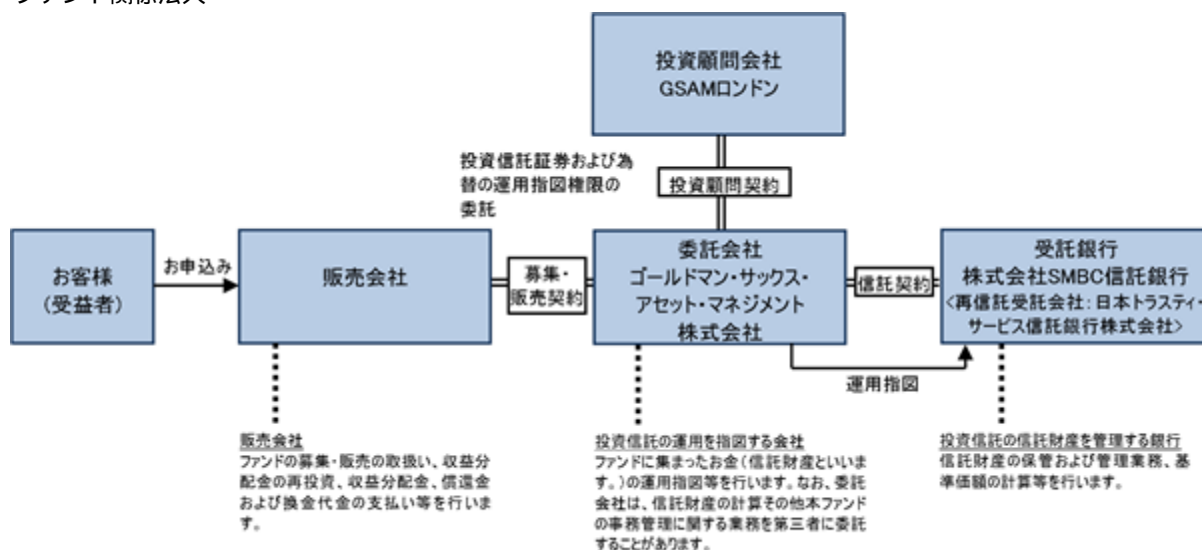 ファンド関係法人
投資顧問会社
GSAMロンドン
投資信託証券および為
替の運用指図権限の
委託
投資顧問契約
お客様
(受益者)
お申込み
販売会社
募集・
販売契約
委託会社
ゴールドマン・サックス・
アセット・マネジメント
株式会社
信託契約
受託銀行
株式会社SMBC信託銀行
<再信託受託会社:日本トラスティ・
サービス信託銀行株式会社>
運用指図
販売会社
ファンドの募集・販売の取扱い、収益分
配金の再投資、収益分配金、償還金
および換金代金の支払い等を行いま
す。
投資信託の運用を指図する会社
ファンドに集まったお金(信託財産といいま
す。)の運用指図等を行います。なお、委託
会社は、信託財産の計算その他本ファンド
の事務管理に関する業務を第三者に委託
することがあります。
投資信託の信託財産を管理する銀行
信託財産の保管および管理業務、基
準価額の計算等を行います。